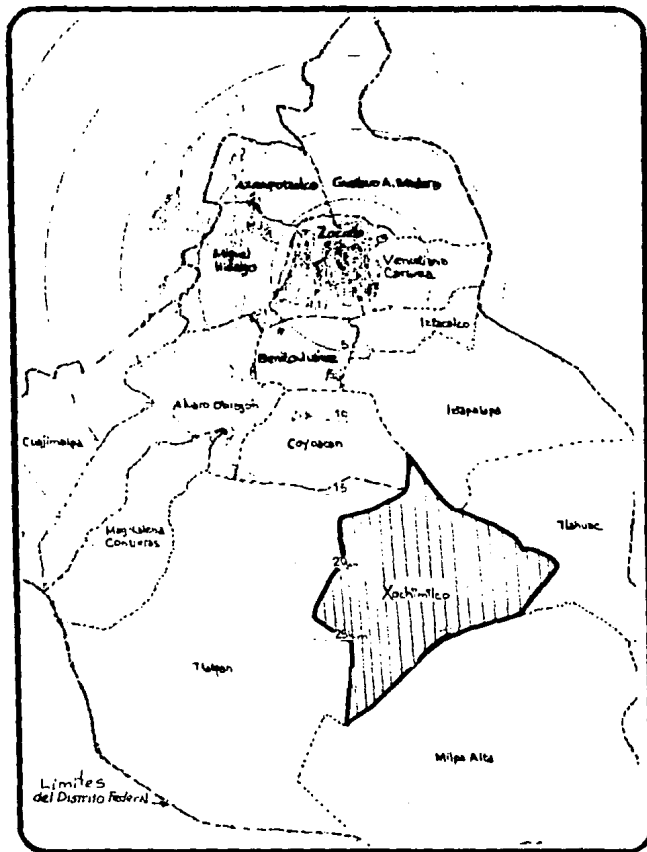 Azcapotzalco
Gustavo A. Madero
Zocalo
Miguel
Hidalgo
Venustiano
Carranza
Iztacalco
Benito Juarez
5
Alvaro Obregon
10
Iztapalapa
Cuajimalpa
Coyoacan
15
Magdalena
Contreras
Tlahuac
20
Xochimilco
25
Tlalpan
Milpa Alta
Limites
del Distrito Federal